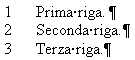 1 Prima·riga.¶
2 Seconda·riga.¶
3 Terza·riga.¶